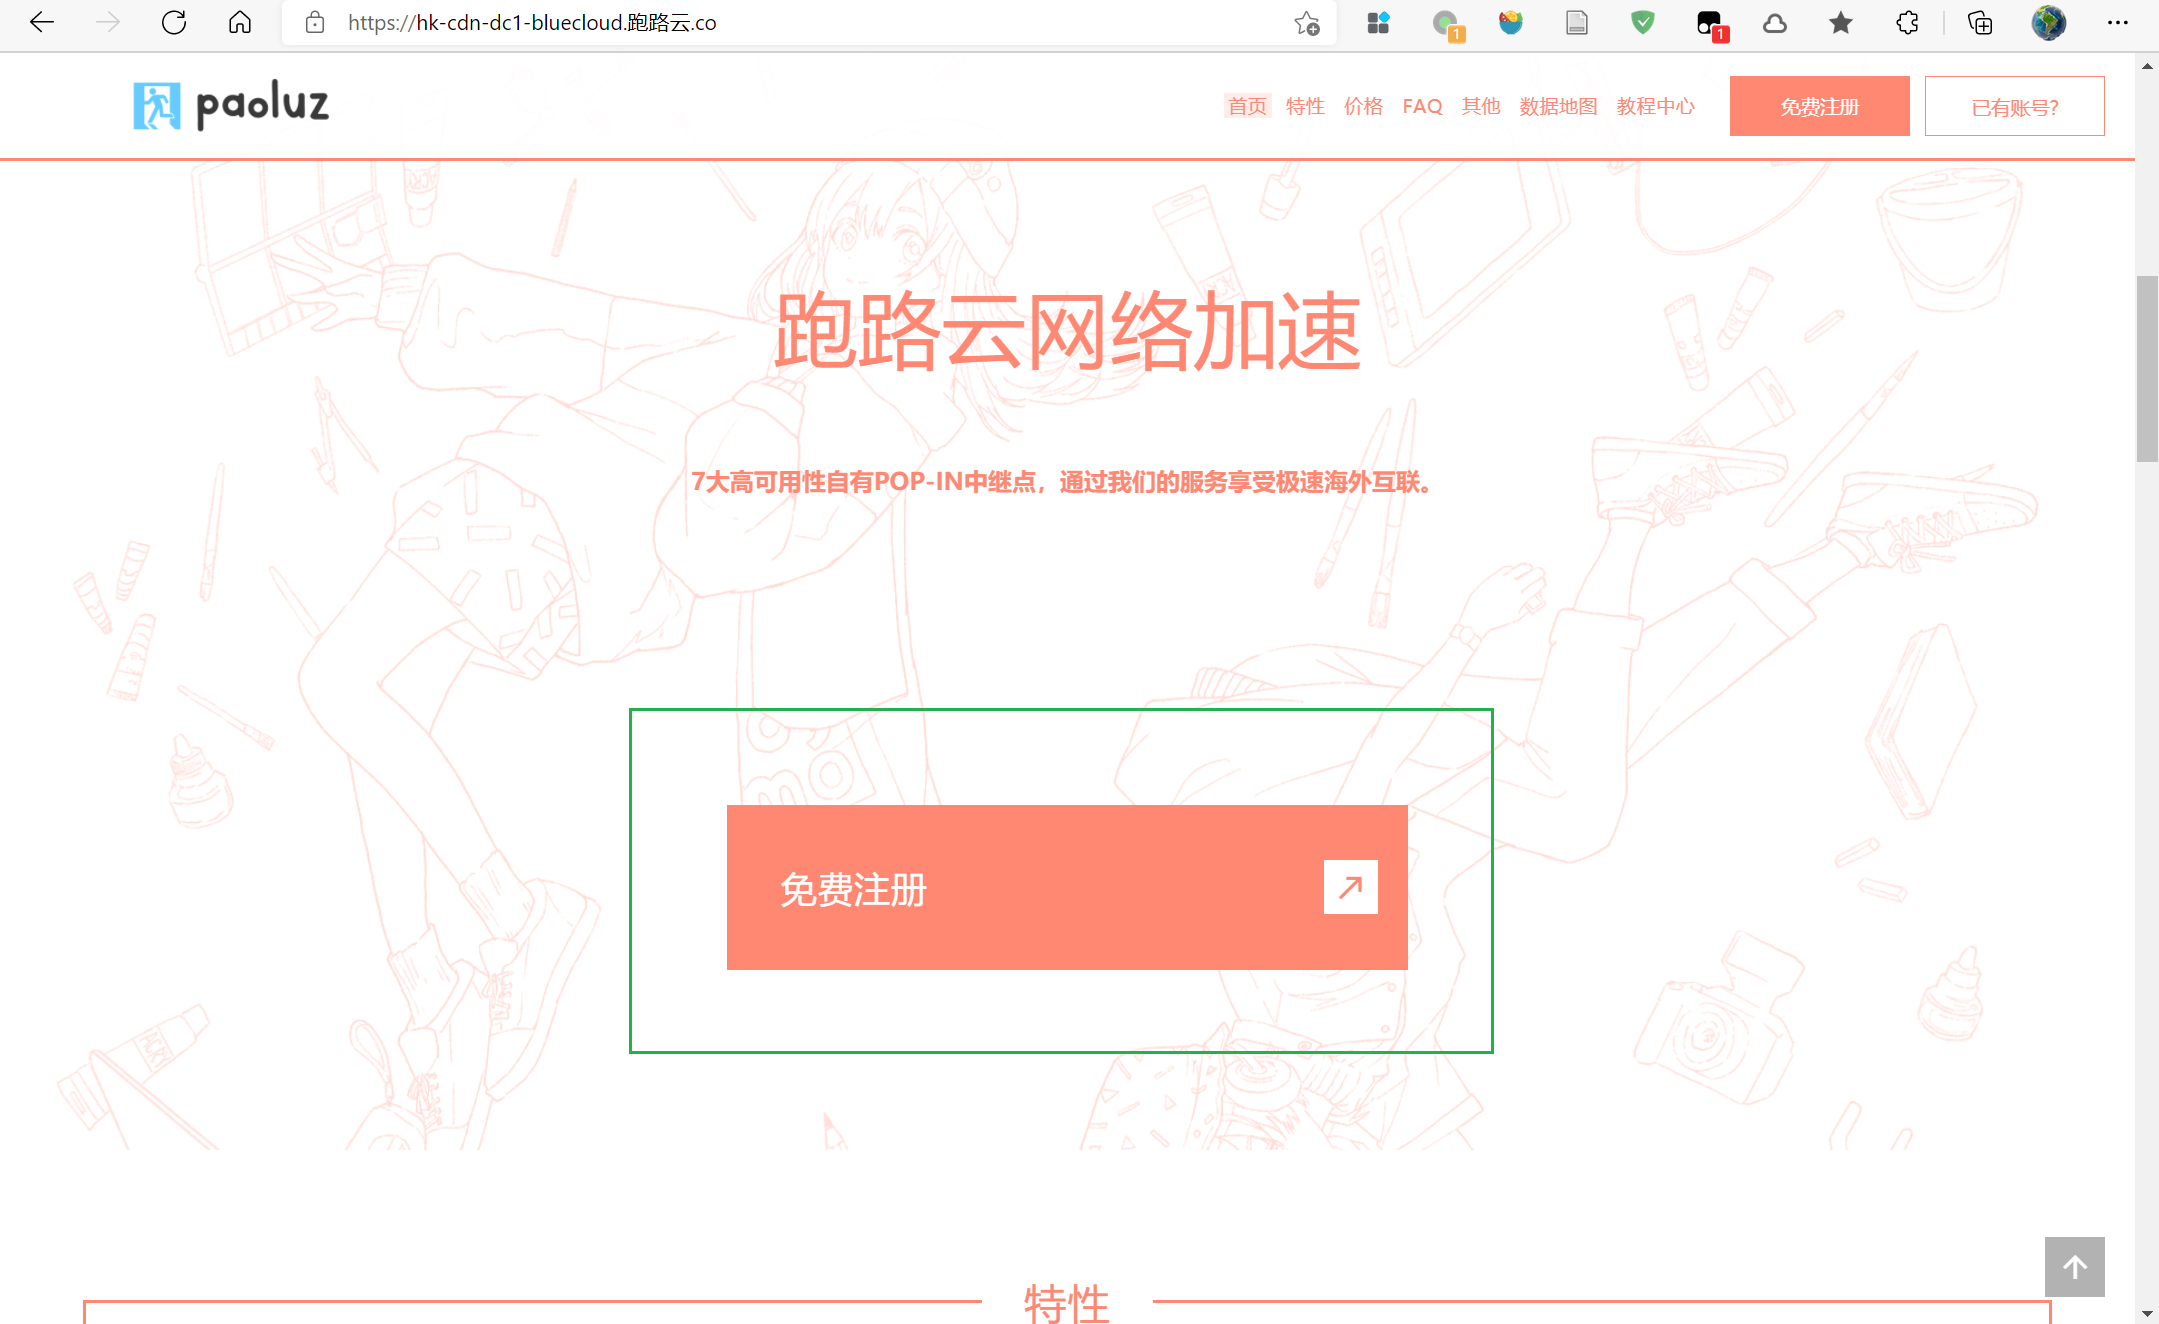 https://hk-cdn-dc1-bluecloud.跑路云.co
1
1
paoluz
首页 特性 价格 FAQ 其他 数据地图 教程中心 免费注册 已有账号?
跑路云网络加速
7大高可用性自有POP-IN中继点，通过我们的服务享受极速海外互联。
mo
免费注册
特性